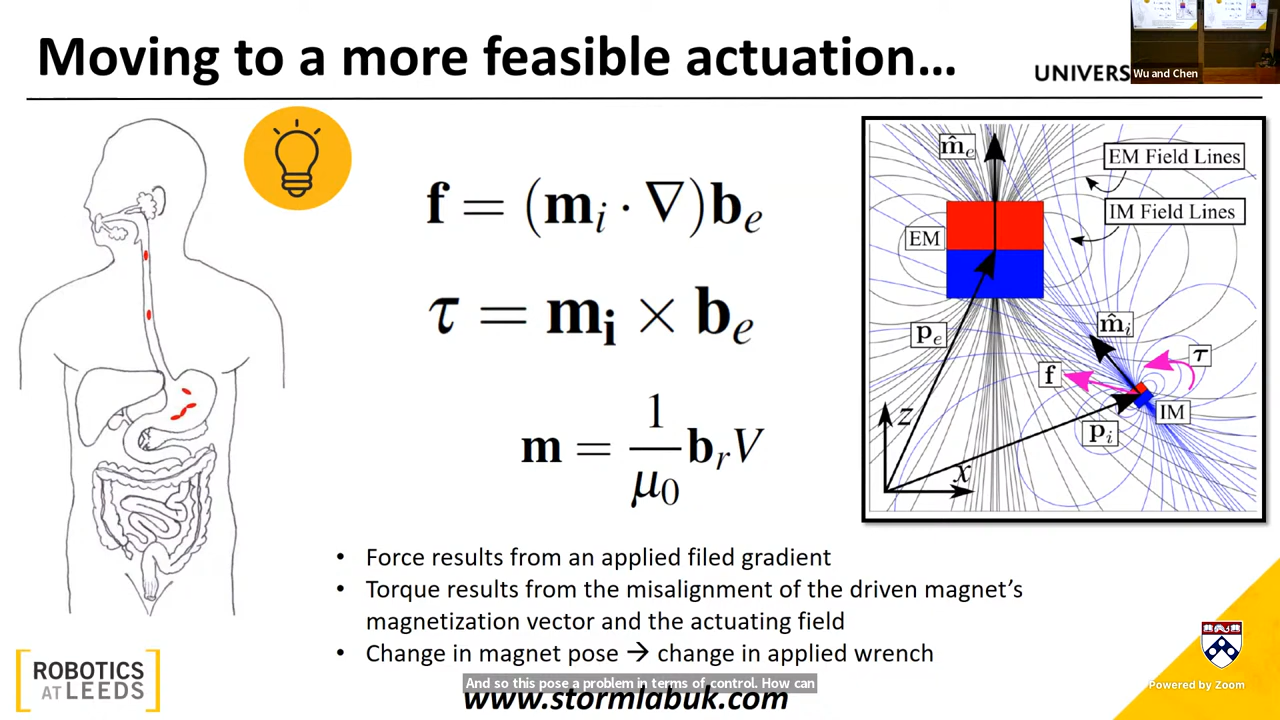 Moving to a more feasible actuation...
UNIVERS
Wu and Chen
f = (mᵢ · ∇)bₑ
τ = mᵢ × bₑ
m = 1/μ₀ bᵣV
m̂ₑ
EM Field Lines
IM Field Lines
EM
pₑ
m̂ᵢ
τ
f
IM
pᵢ
z
x
• Force results from an applied filed gradient
• Torque results from the misalignment of the driven magnet’s
magnetization vector and the actuating field
• Change in magnet pose → change in applied wrench
ROBOTICS
AT LEEDS
And so this pose a problem in terms of control. How can
www.stormlabuk.com
Powered by Zoom